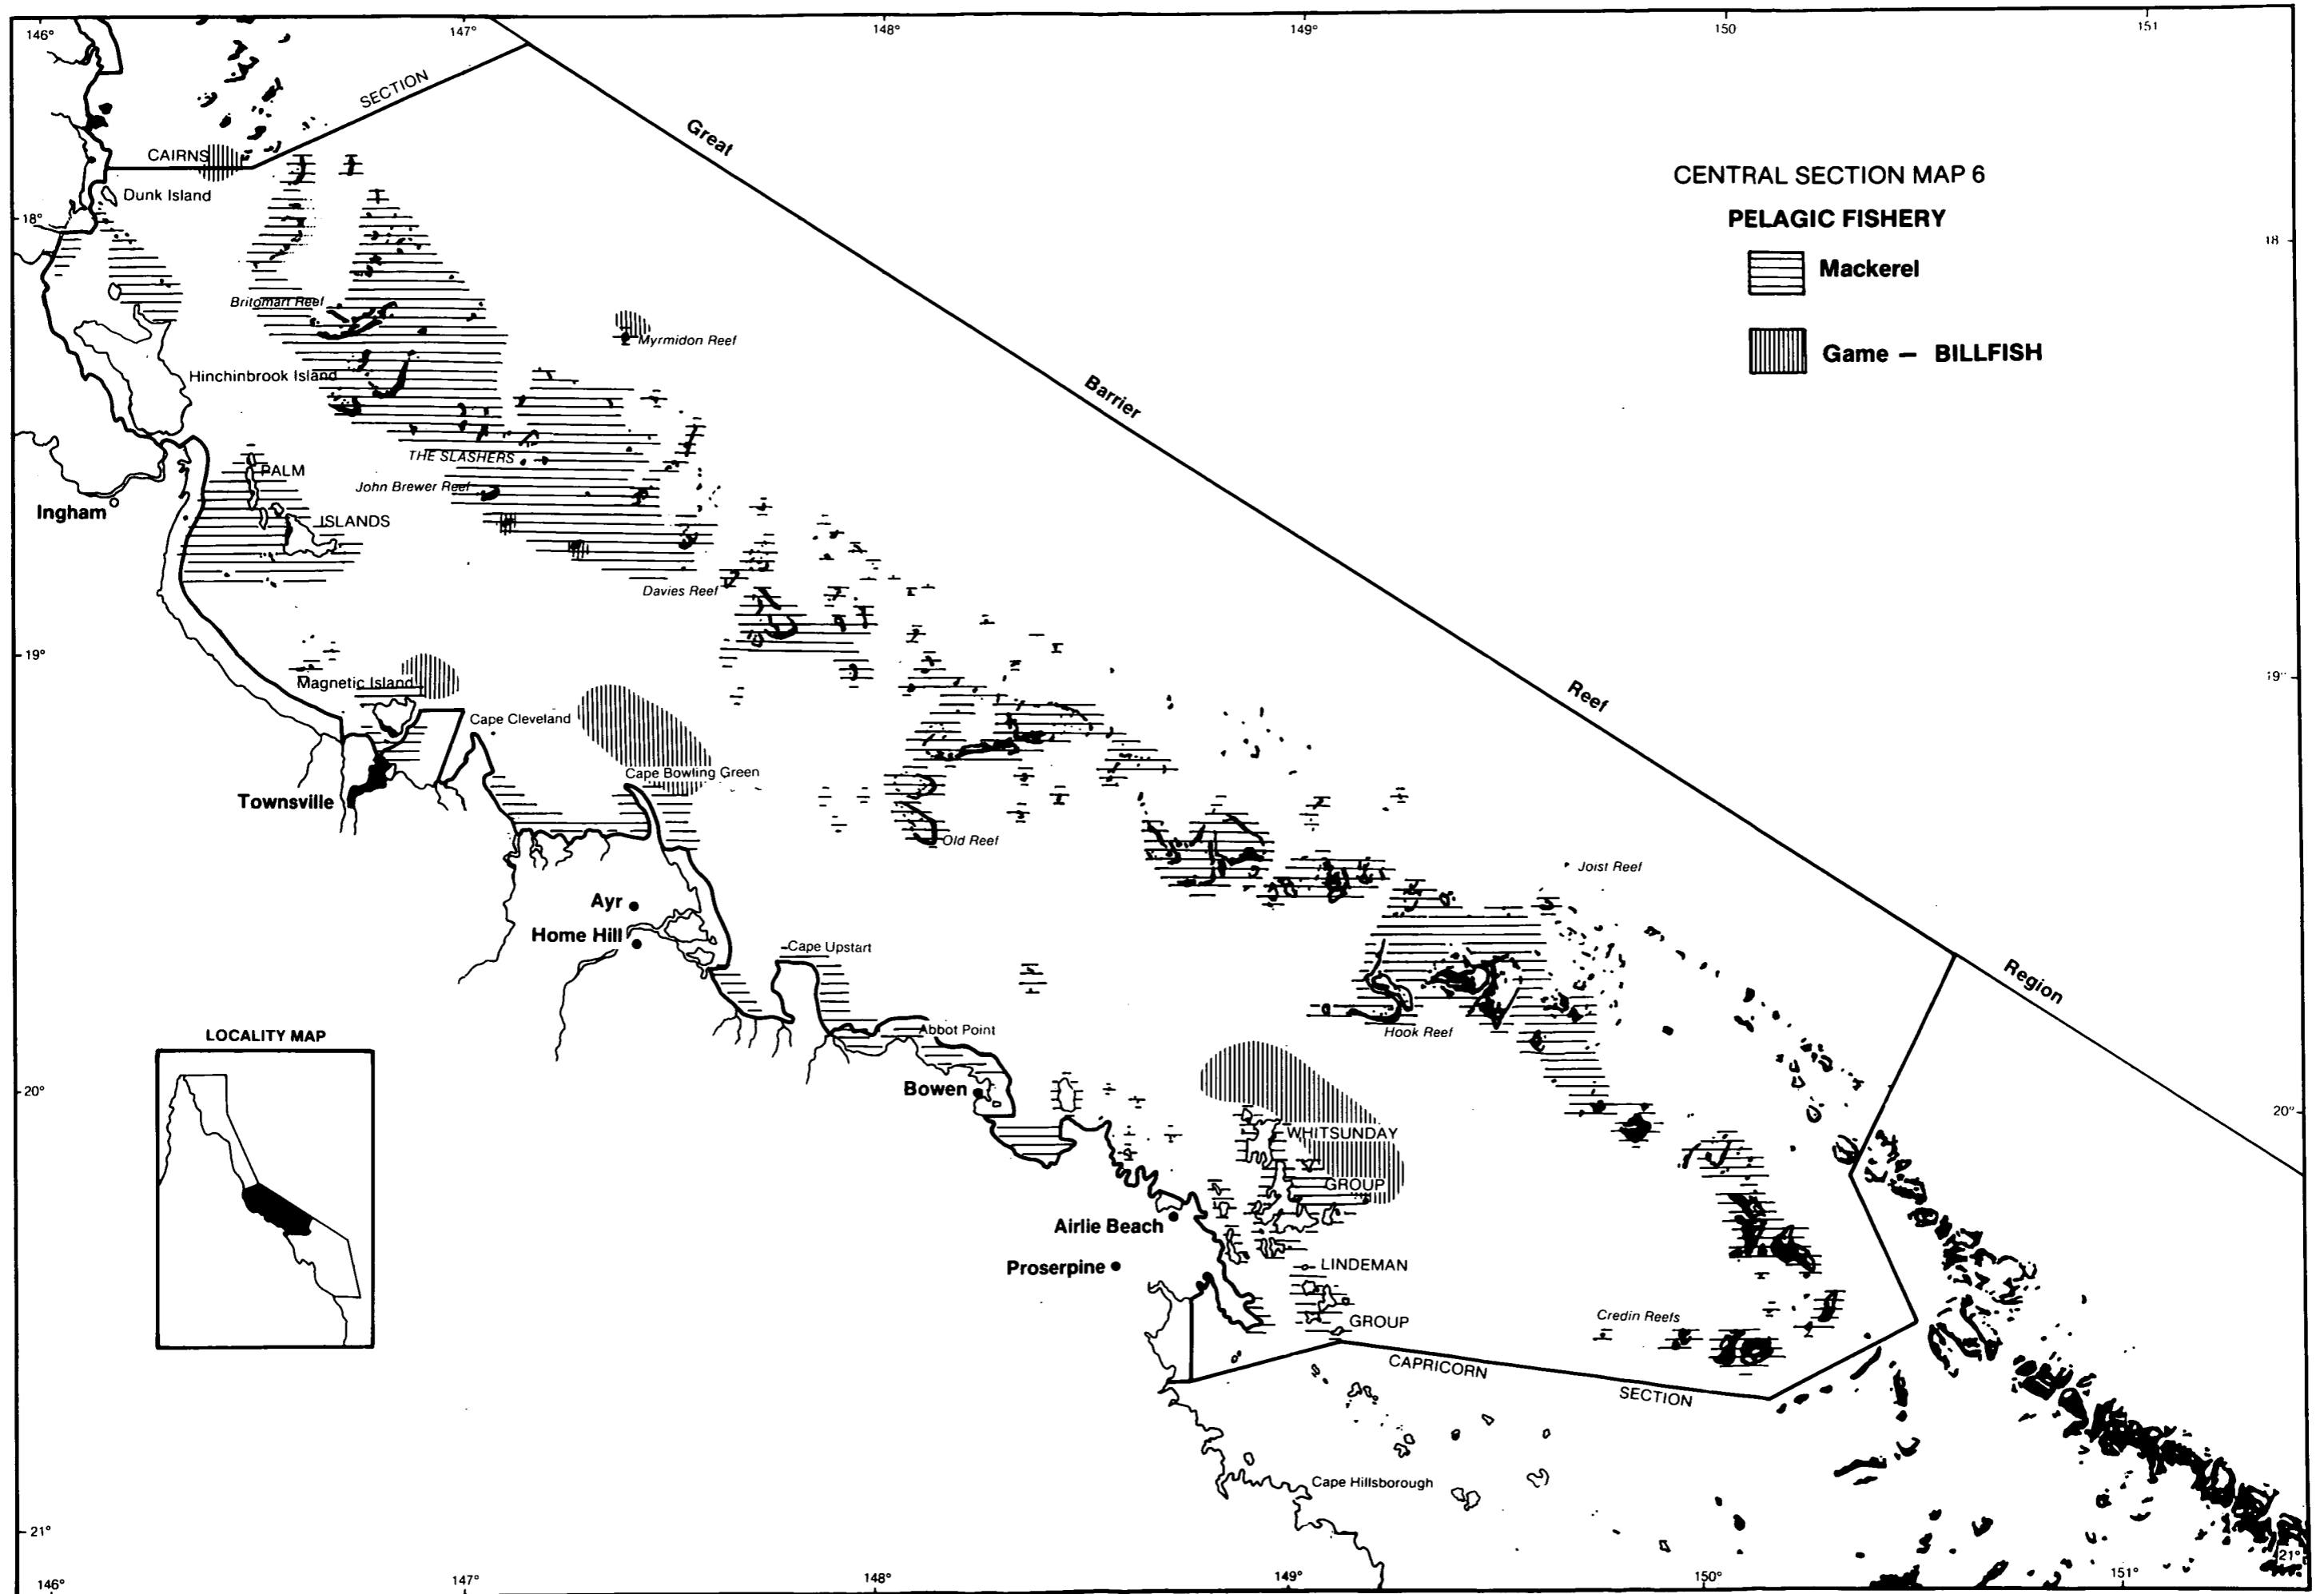 146° 147° 148° 149° 150 151
SECTION
Great
CAIRNS
CENTRAL SECTION MAP 6
Dunk Island
PELAGIC FISHERY
18° 18
Mackerel
Britomart Reef
Myrmidon Reef
Game — BILLFISH
Hinchinbrook Island
Barrier
THE SLASHERS
PALM
John Brewer Reef
Ingham
ISLANDS
Davies Reef
19° 19°
Magnetic Island
Reef
Cape Cleveland
Cape Bowling Green
Townsville
Old Reef
Joist Reef
Ayr
Home Hill
Cape Upstart
Region
Abbot Point
Hook Reef
LOCALITY MAP
20° 20°
Bowen
WHITSUNDAY
GROUP
Airlie Beach
Proserpine
LINDEMAN
GROUP
Credin Reefs
CAPRICORN
SECTION
Cape Hillsborough
21° 21°
146° 147° 148° 149° 150° 151°